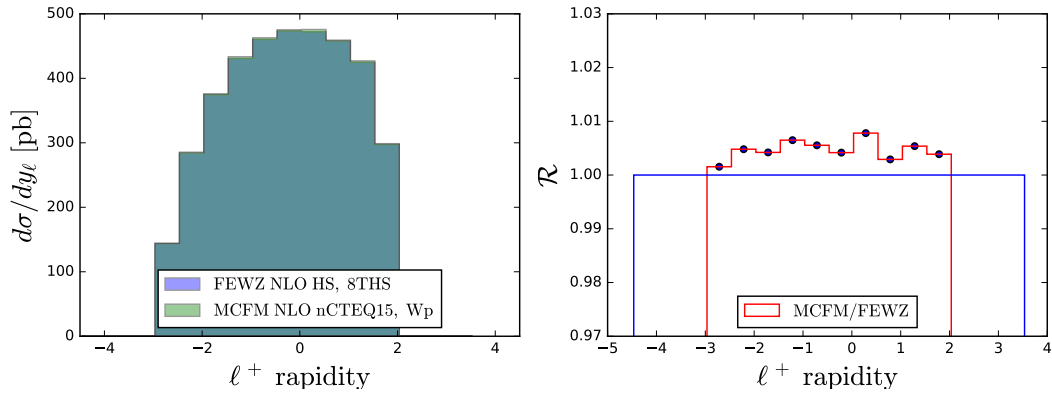 500
400
300
200
100
0
dσ/dy_ℓ [pb]
FEWZ NLO HS, 8THS
MCFM NLO nCTEQ15, Wp
−4 −2 0 2 4
ℓ⁺ rapidity
1.03
1.02
1.01
1.00
0.99
0.98
0.97
ℛ
MCFM/FEWZ
−5 −4 −3 −2 −1 0 1 2 3 4
ℓ⁺ rapidity